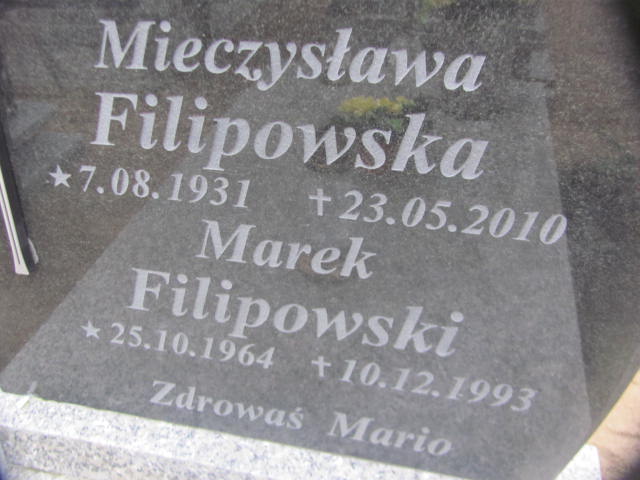 Mieczysława
Filipowska
★7.08.1931 ✝23.05.2010
Marek
Filipowski
★25.10.1964 ✝10.12.1993
Zdrowaś Mario